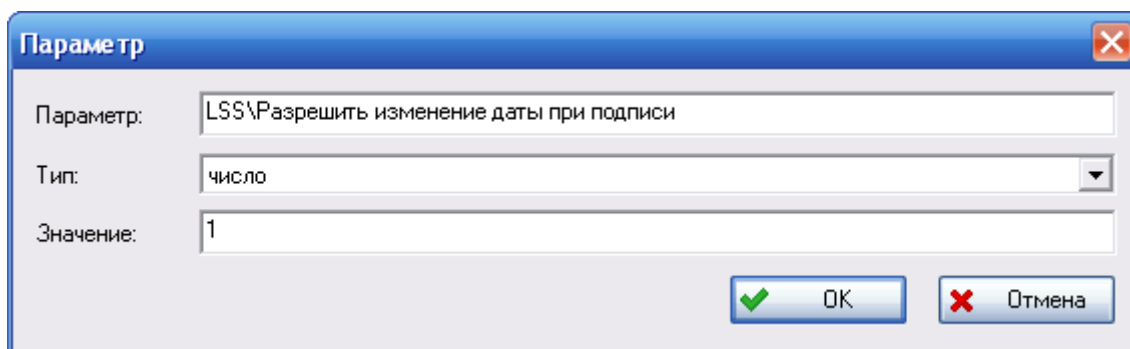 Параметр
Параметр: LSS\Разрешить изменение даты при подписи
Тип: число
Значение: 1
OK Отмена